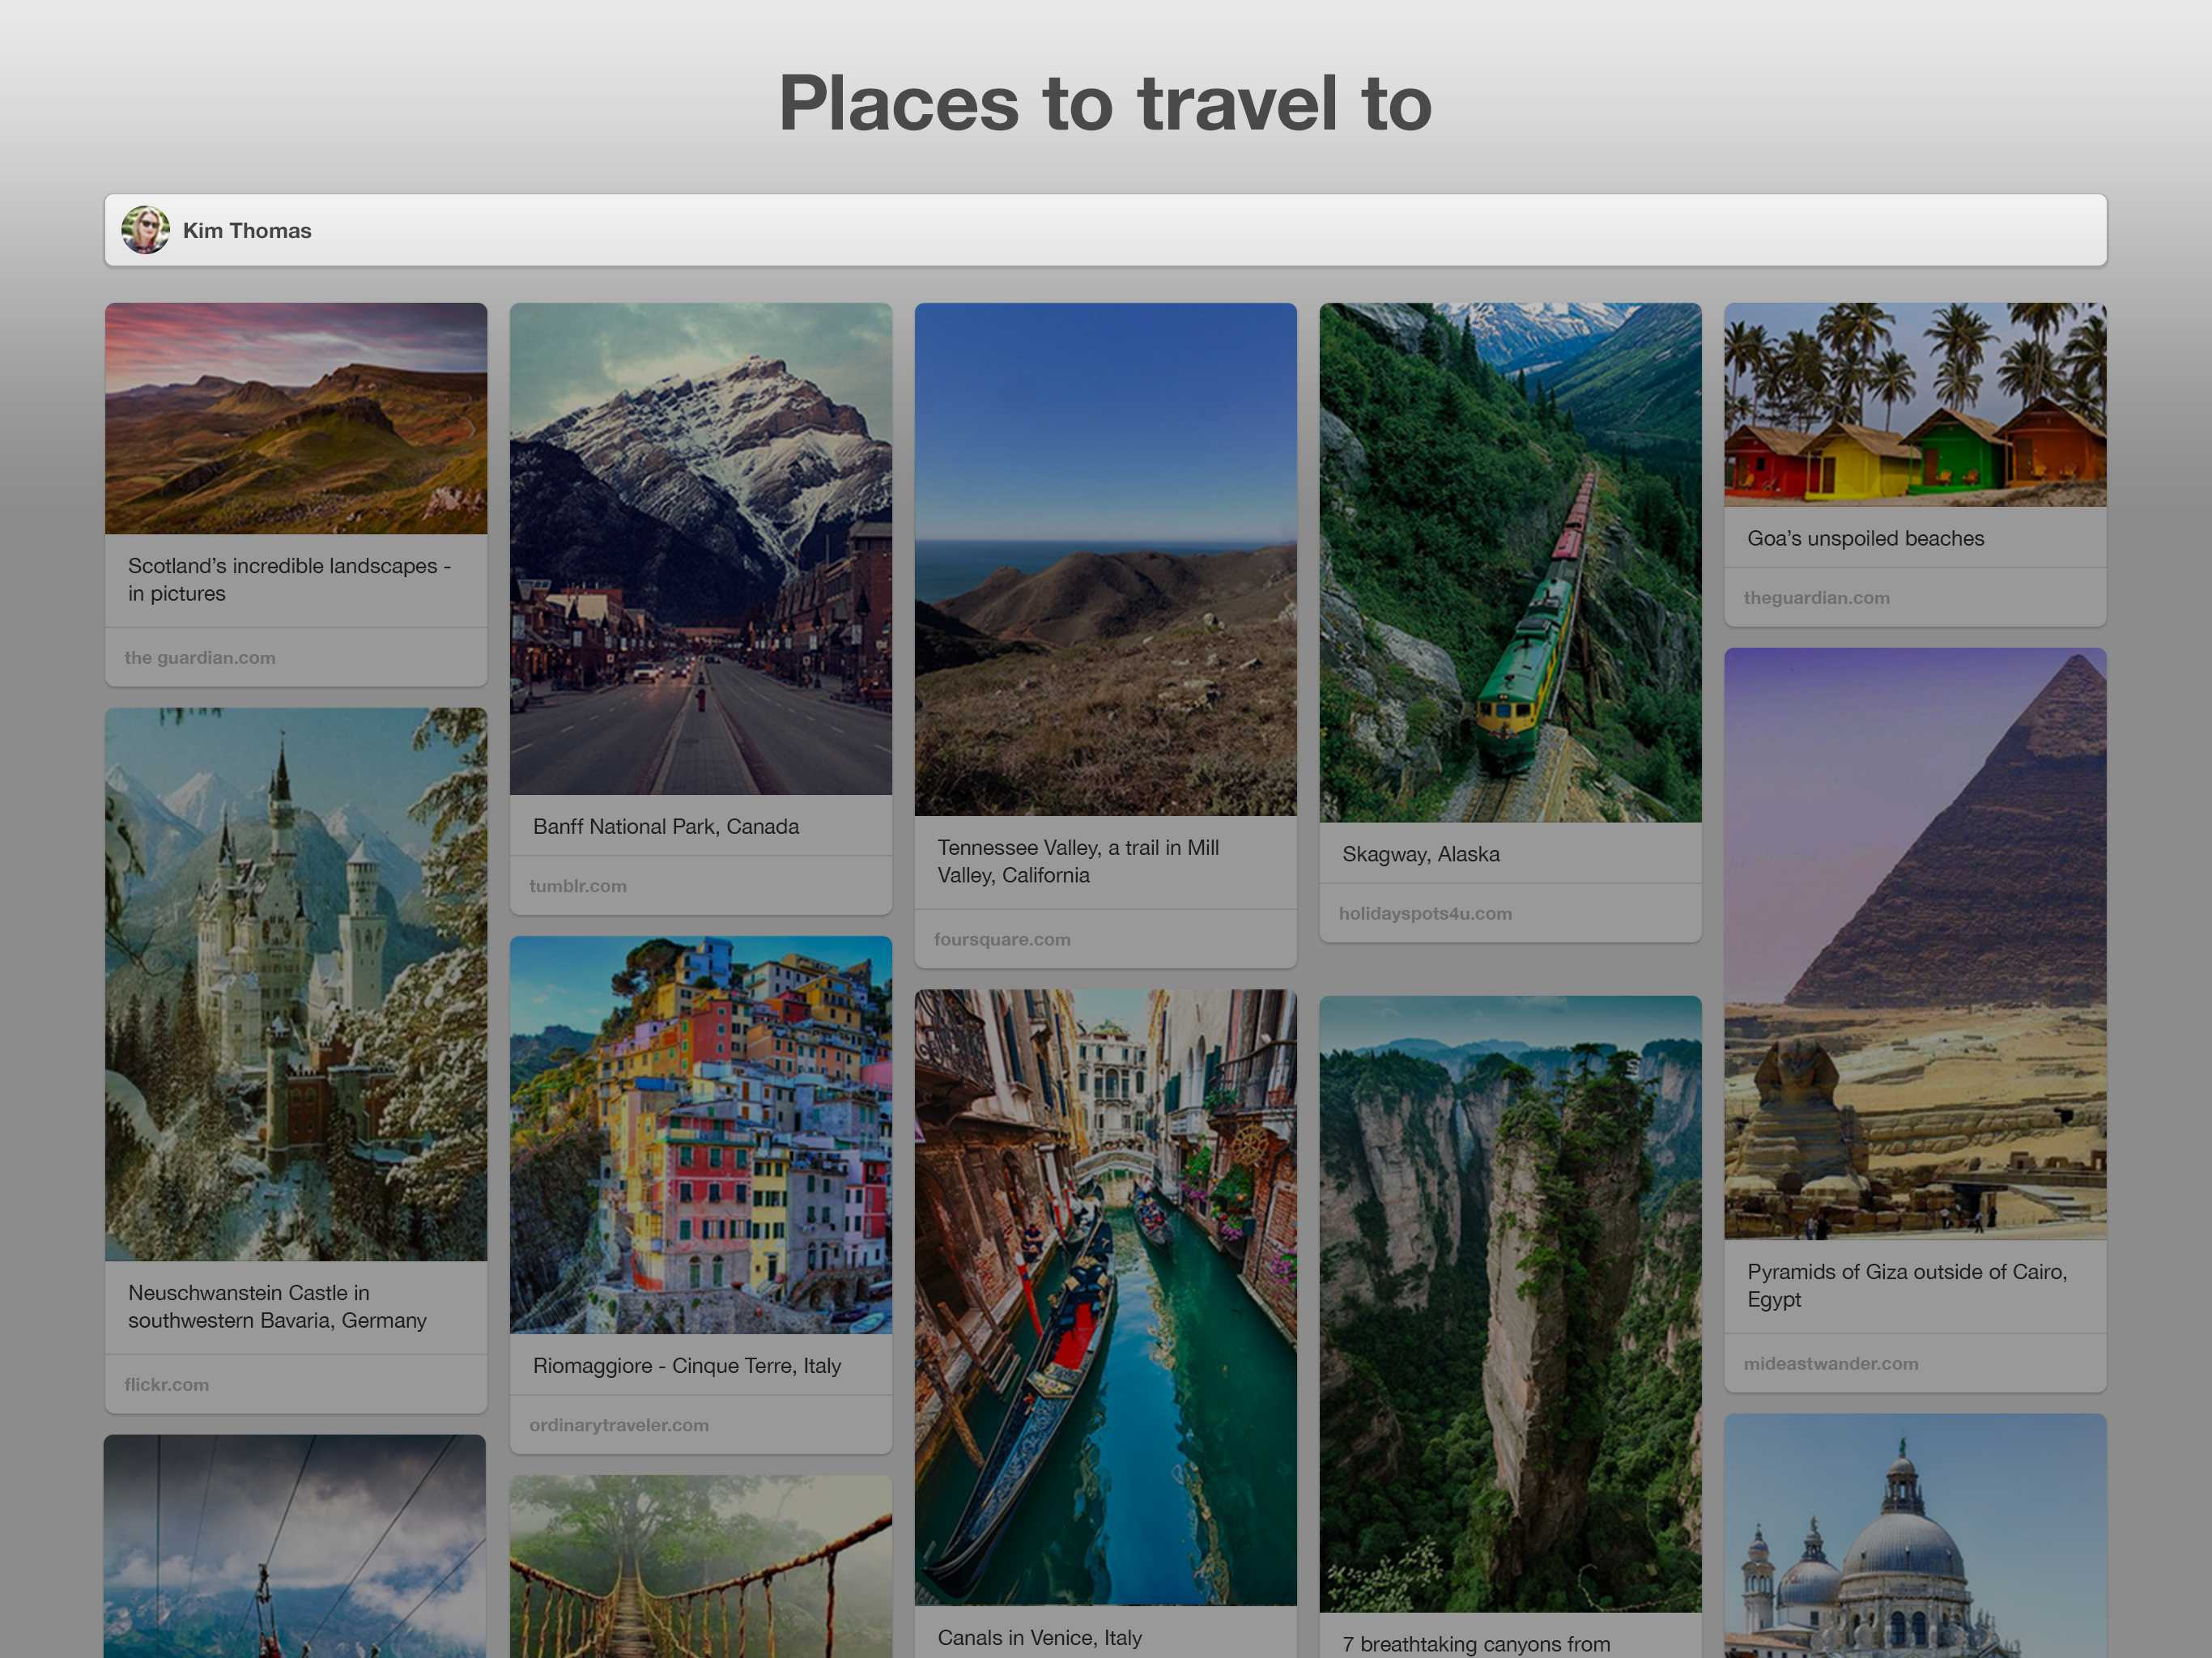 Places to travel to
Kim Thomas
Scotland’s incredible landscapes -
in pictures
the guardian.com
Neuschwanstein Castle in
southwestern Bavaria, Germany
flickr.com
Banff National Park, Canada
tumblr.com
Riomaggiore - Cinque Terre, Italy
ordinarytraveler.com
Tennessee Valley, a trail in Mill
Valley, California
foursquare.com
Canals in Venice, Italy
Skagway, Alaska
holidayspots4u.com
7 breathtaking canyons from
Goa’s unspoiled beaches
theguardian.com
Pyramids of Giza outside of Cairo,
Egypt
mideastwander.com